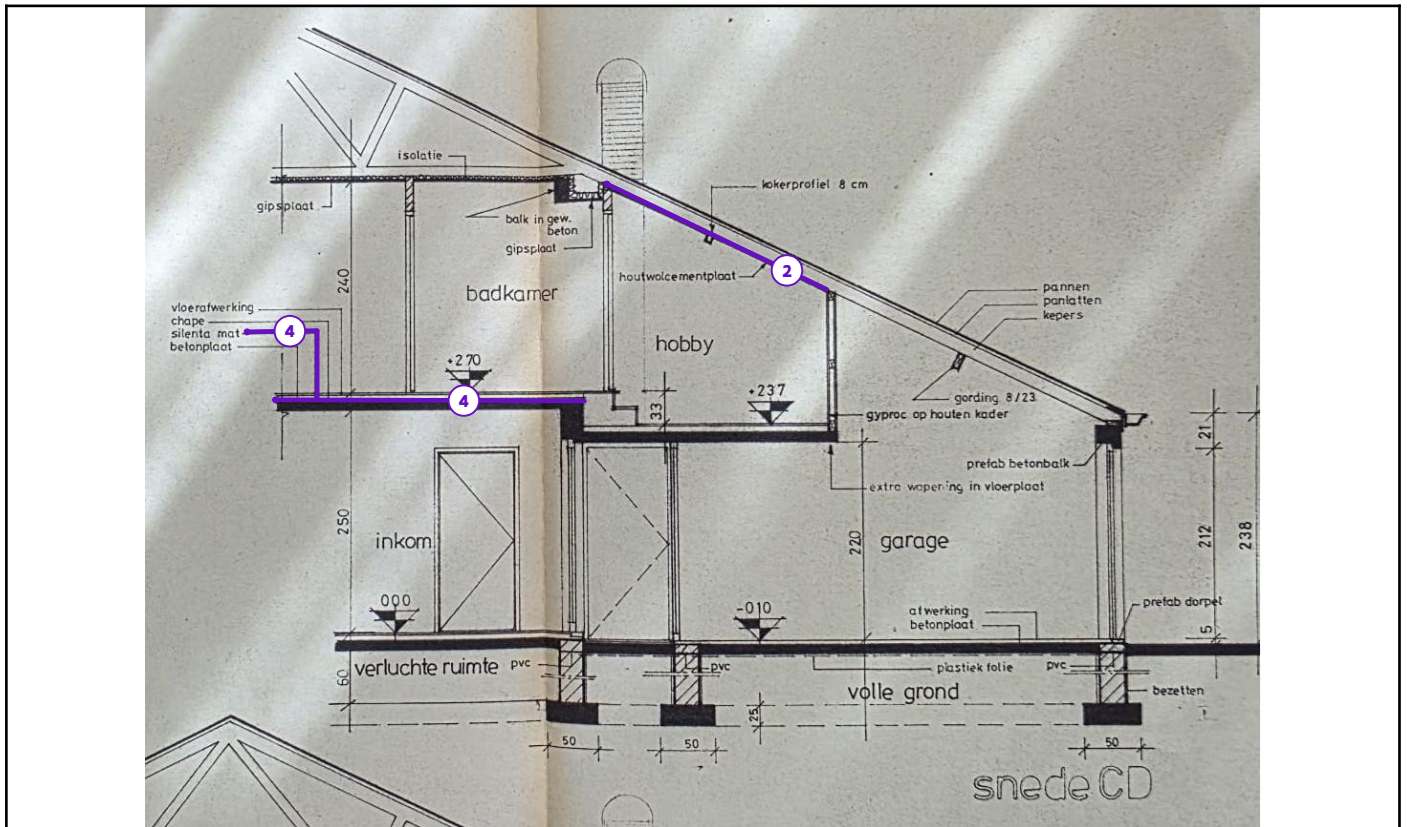 isolatie
kokerprofiel 8 cm
gipsplaat
balk in gew.
beton
gipsplaat
houtwolcementplaat
2
240
badkamer
pannen
panlatten
kepers
vloerafwerking
chape
silenta mat
betonplaat
4
hobby
+270
4
+237
33
gording 8/23
gyproc op houten kader
21
prefab betonbalk
extra wapening in vloerplaat
250
inkom
220
garage
212
238
000
-010
afwerking
betonplaat
prefab dorpel
5
verluchte ruimte
pvc
pvc
plastiek folie
pvc
60
volle grond
bezetten
25
50
50
50
snede CD